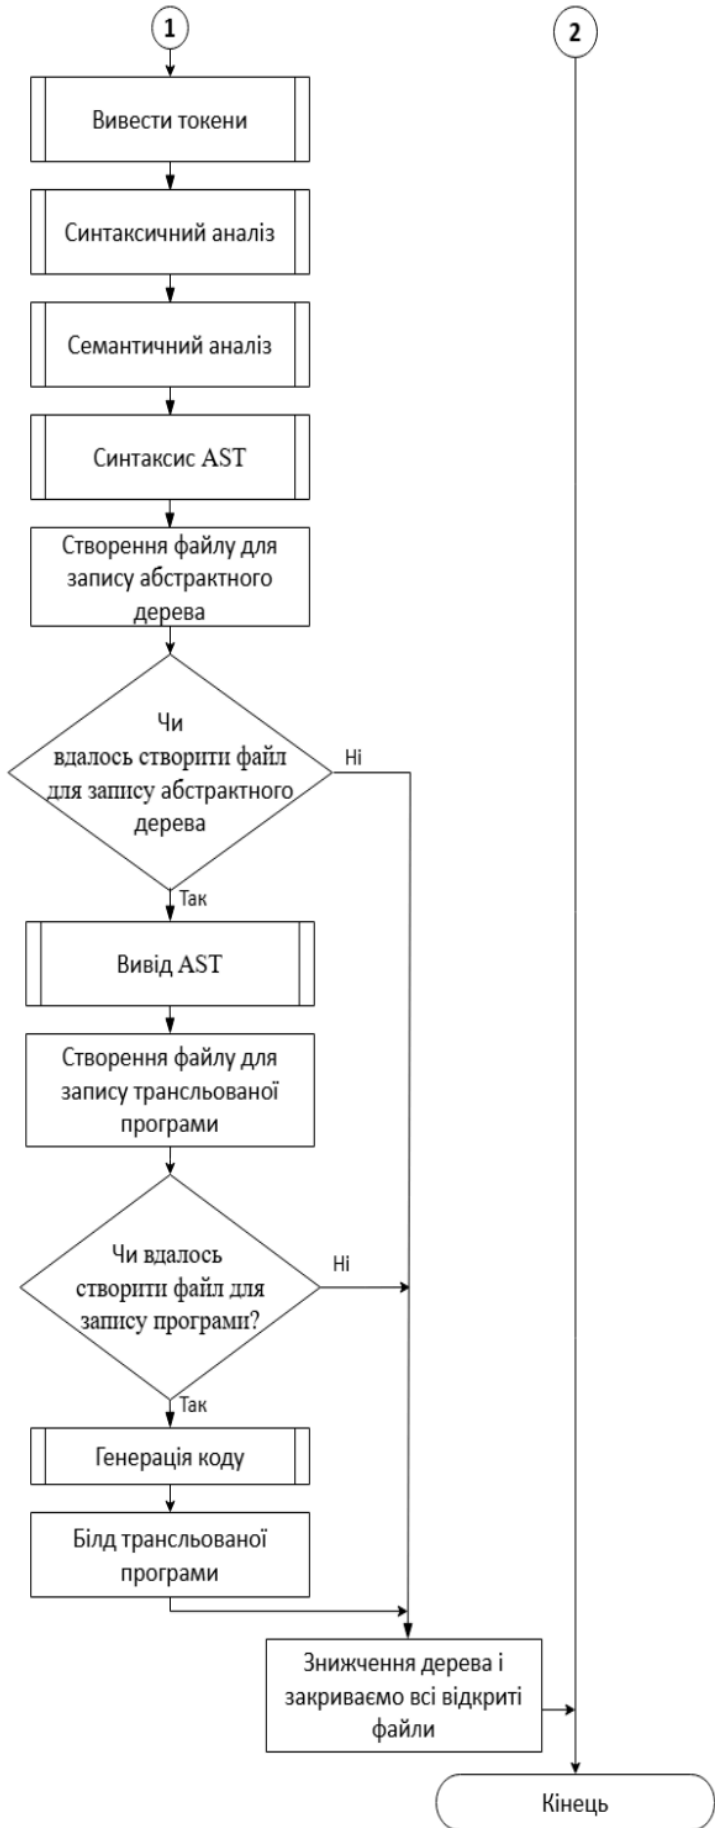 1
2
Вивести токени
Синтаксичний аналіз
Семантичний аналіз
Синтаксис AST
Створення файлу для
запису абстрактного
дерева
Чи
вдалось створити файл
для запису абстрактного
дерева
Ні
Так
Вивід AST
Створення файлу для
запису трансльованої
програми
Чи вдалось
створити файл для
запису програми?
Ні
Так
Генерація коду
Білд трансльованої
програми
Знижчення дерева і
закриваємо всі відкриті
файли
Кінець